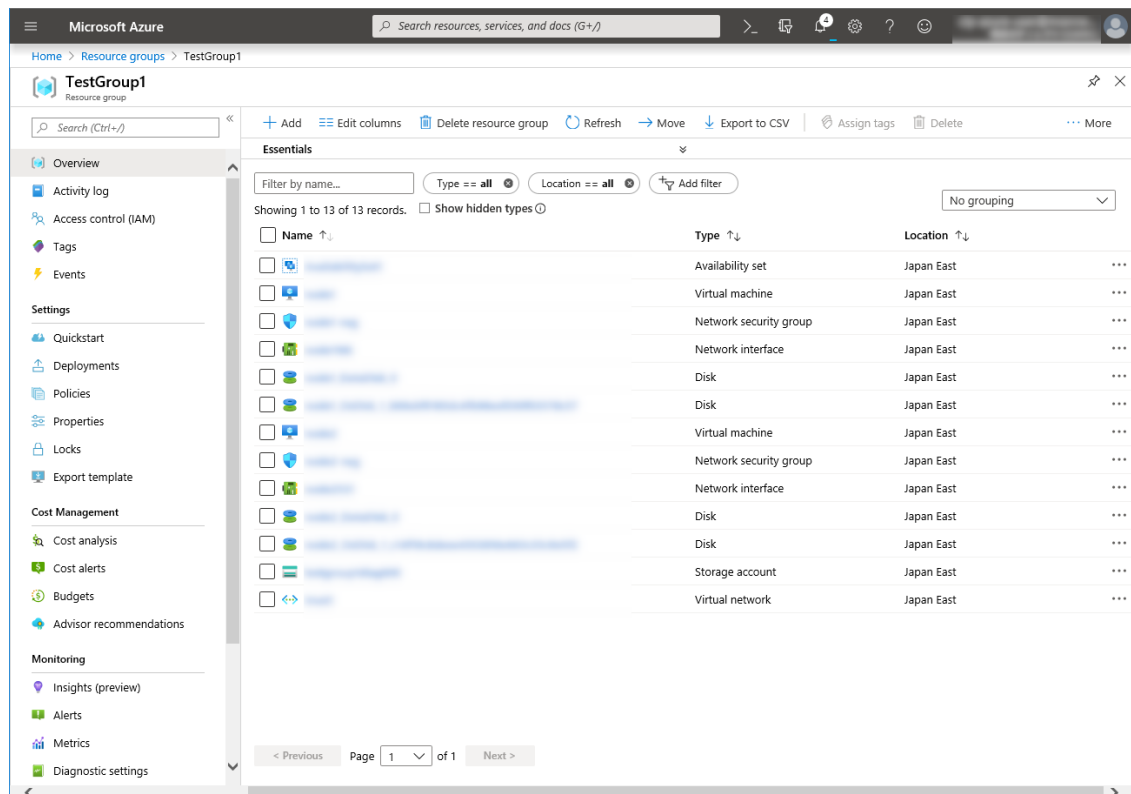 Microsoft Azure
Search resources, services, and docs (G+/)
4
Home > Resource groups > TestGroup1
TestGroup1
Resource group
Search (Ctrl+/)
Overview
Activity log
Access control (IAM)
Tags
Events
Settings
Quickstart
Deployments
Policies
Properties
Locks
Export template
Cost Management
Cost analysis
Cost alerts
Budgets
Advisor recommendations
Monitoring
Insights (preview)
Alerts
Metrics
Diagnostic settings
Add Edit columns Delete resource group Refresh Move Export to CSV Assign tags Delete More
Essentials
Filter by name... Type == all Location == all Add filter
Showing 1 to 13 of 13 records. Show hidden types No grouping
Name Type Location
Availability set Japan East
Virtual machine Japan East
Network security group Japan East
Network interface Japan East
Disk Japan East
Disk Japan East
Virtual machine Japan East
Network security group Japan East
Network interface Japan East
Disk Japan East
Disk Japan East
Storage account Japan East
Virtual network Japan East
< Previous Page 1 of 1 Next >